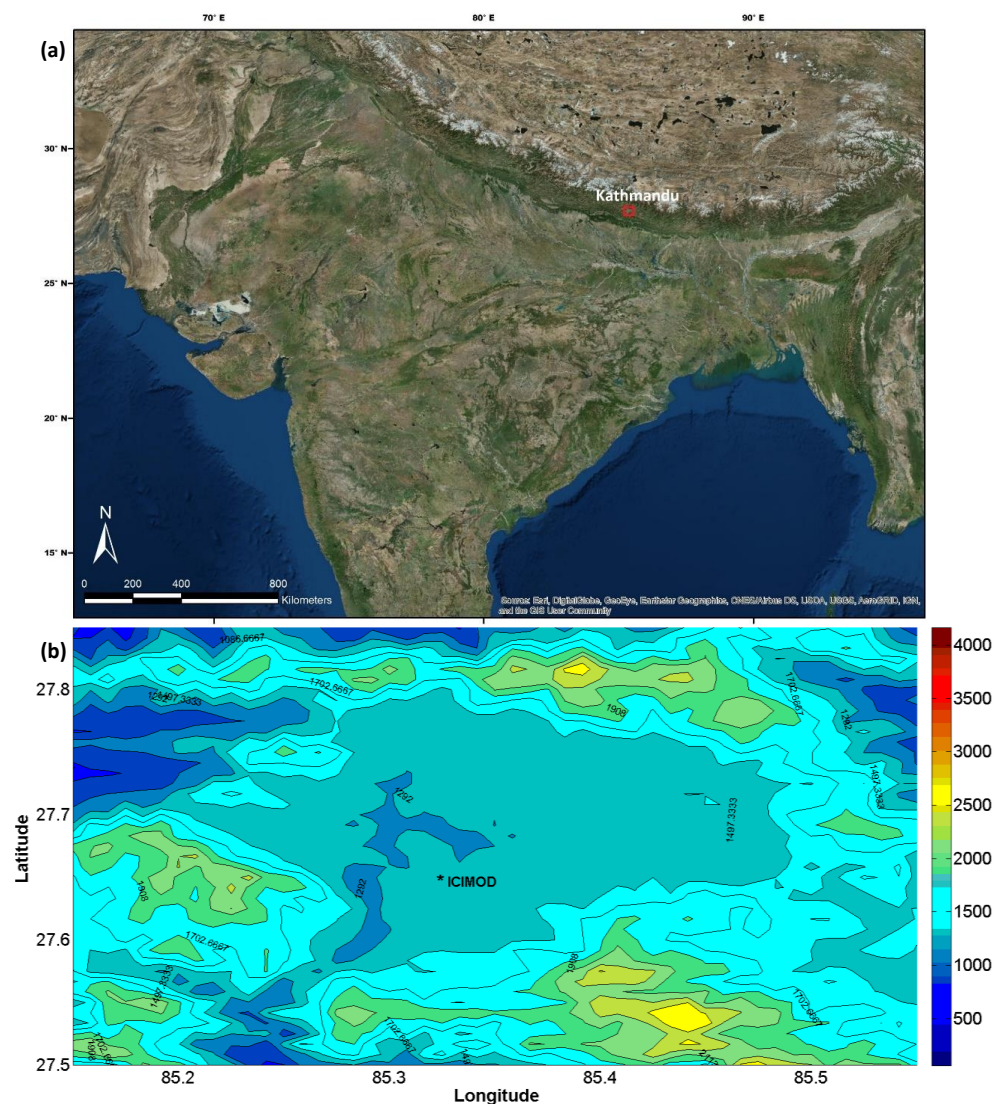 70° E
80° E
90° E
(a)
30° N
Kathmandu
25° N
20° N
15° N
N
0 200 400 800
Kilometers
Source: Esri, DigitalGlobe, GeoEye, Earthstar Geographics, CNES/Airbus DS, USDA, USGS, AeroGRID, IGN,
and the GIS User Community
(b)
27.8
27.7
27.6
27.5
Latitude
1086.6667
1702.6667
1497.3333
1292
1908
1292
1497.3333
1292
1497.3333
1292
* ICIMOD
1908
1702.6667
1497.3333
1908
1702.6667
1702.6667
1908
1702.6667
4000
3500
3000
2500
2000
1500
1000
500
85.2
85.3
85.4
85.5
Longitude